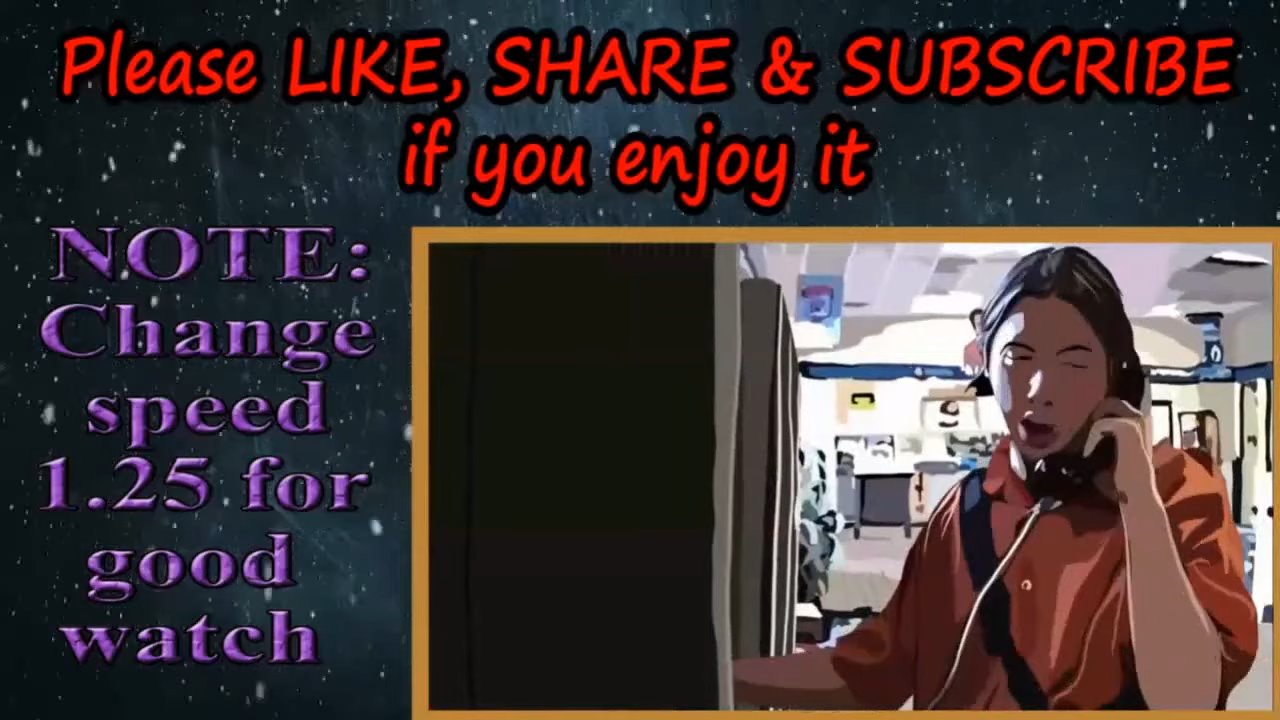 Please LIKE, SHARE & SUBSCRIBE
if you enjoy it
NOTE:
Change
speed
1.25 for
good
watch